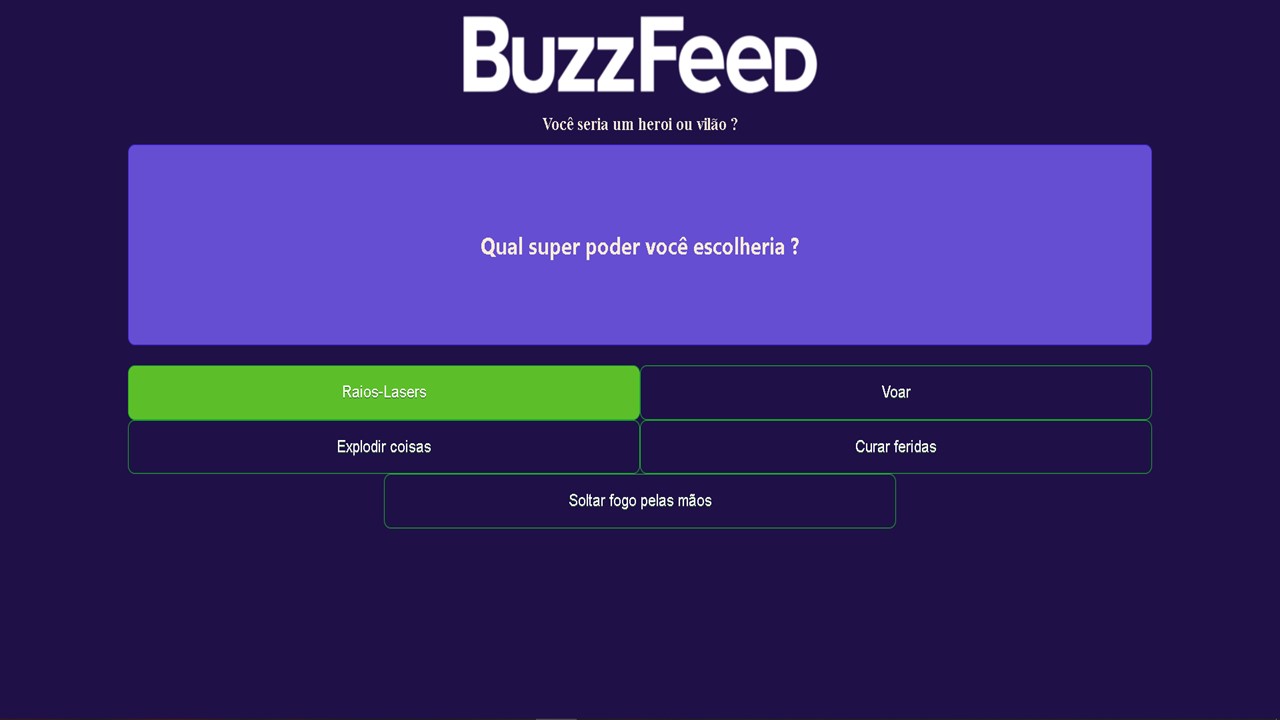 BuzzFeed
Você seria um heroi ou vilão ?
Qual super poder você escolheria ?
Raios-Lasers
Voar
Explodir coisas
Curar feridas
Soltar fogo pelas mãos